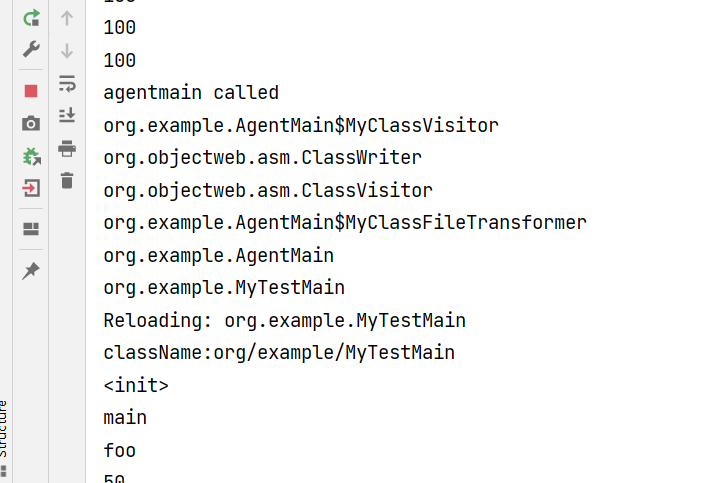 100
100
100
agentmain called
org.example.AgentMain$MyClassVisitor
org.objectweb.asm.ClassWriter
org.objectweb.asm.ClassVisitor
org.example.AgentMain$MyClassFileTransformer
org.example.AgentMain
org.example.MyTestMain
Reloading: org.example.MyTestMain
className:org/example/MyTestMain
<init>
main
foo
50
Structure